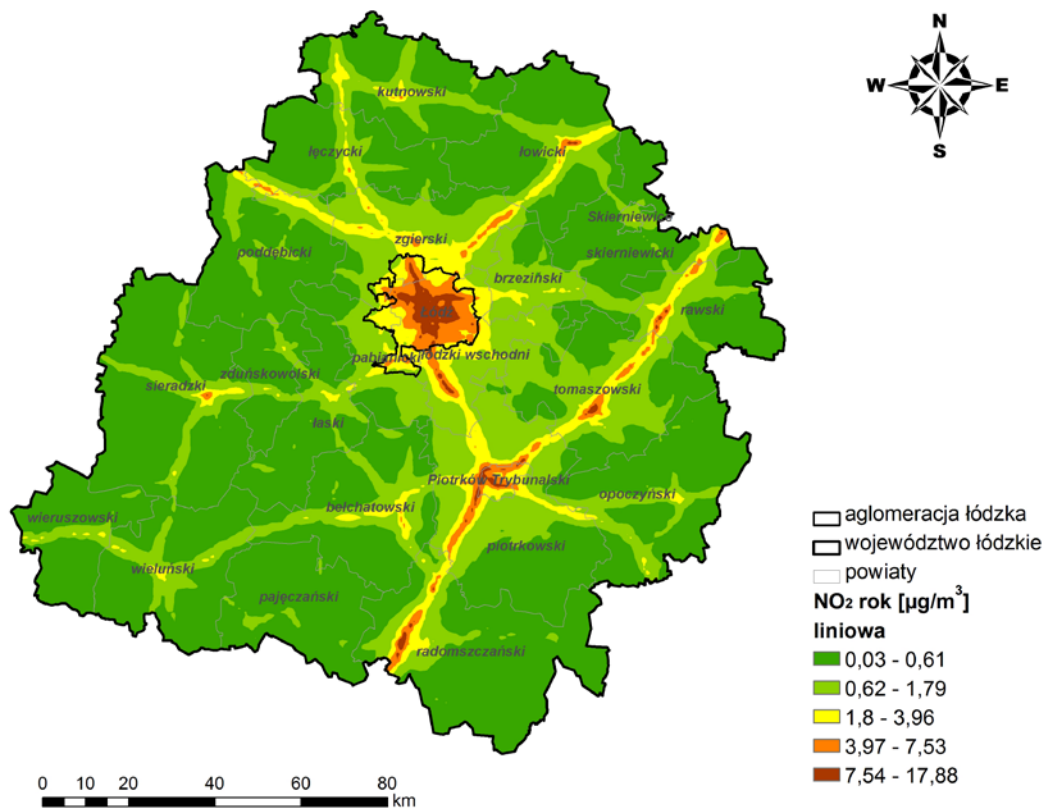 N
W E
S
kutnowski
łęczycki
łowicki
Skierniewice
zgierski
skierniewicki
poddębicki
brzeziński
rawski
Łódź
pabianicki
łódzki wschodni
zduńskowolski
sieradzki
tomaszowski
łaski
Piotrków Trybunalski
opoczyński
bełchatowski
wieruszowski
piotrkowski
wieluński
pajęczański
radomszczański
aglomeracja łódzka
województwo łódzkie
powiaty
NO2 rok [µg/m³]
liniowa
0,03 - 0,61
0,62 - 1,79
1,8 - 3,96
3,97 - 7,53
7,54 - 17,88
0 10 20 40 60 80
km